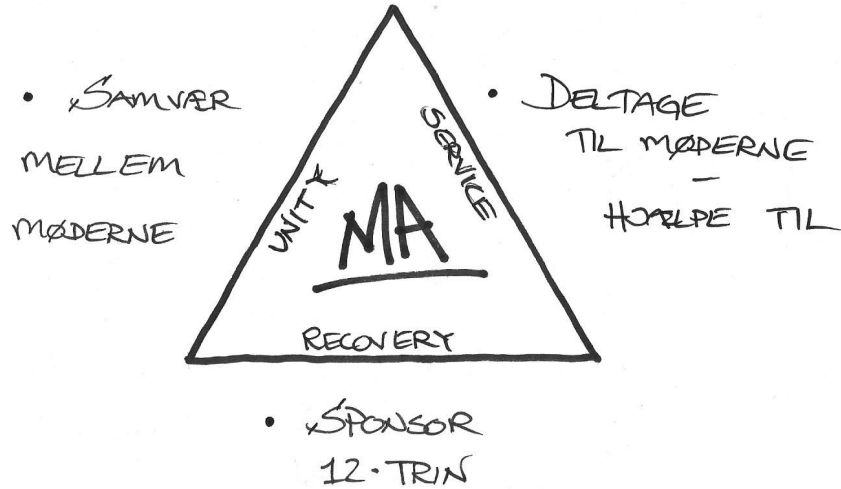 • SAMVÆR
MELLEM
MØDERNE
UNITY
SERVICE
MA
RECOVERY
• DELTAGE
TIL MØDERNE
–
HJÆLPE TIL
• SPONSOR
12. TRIN